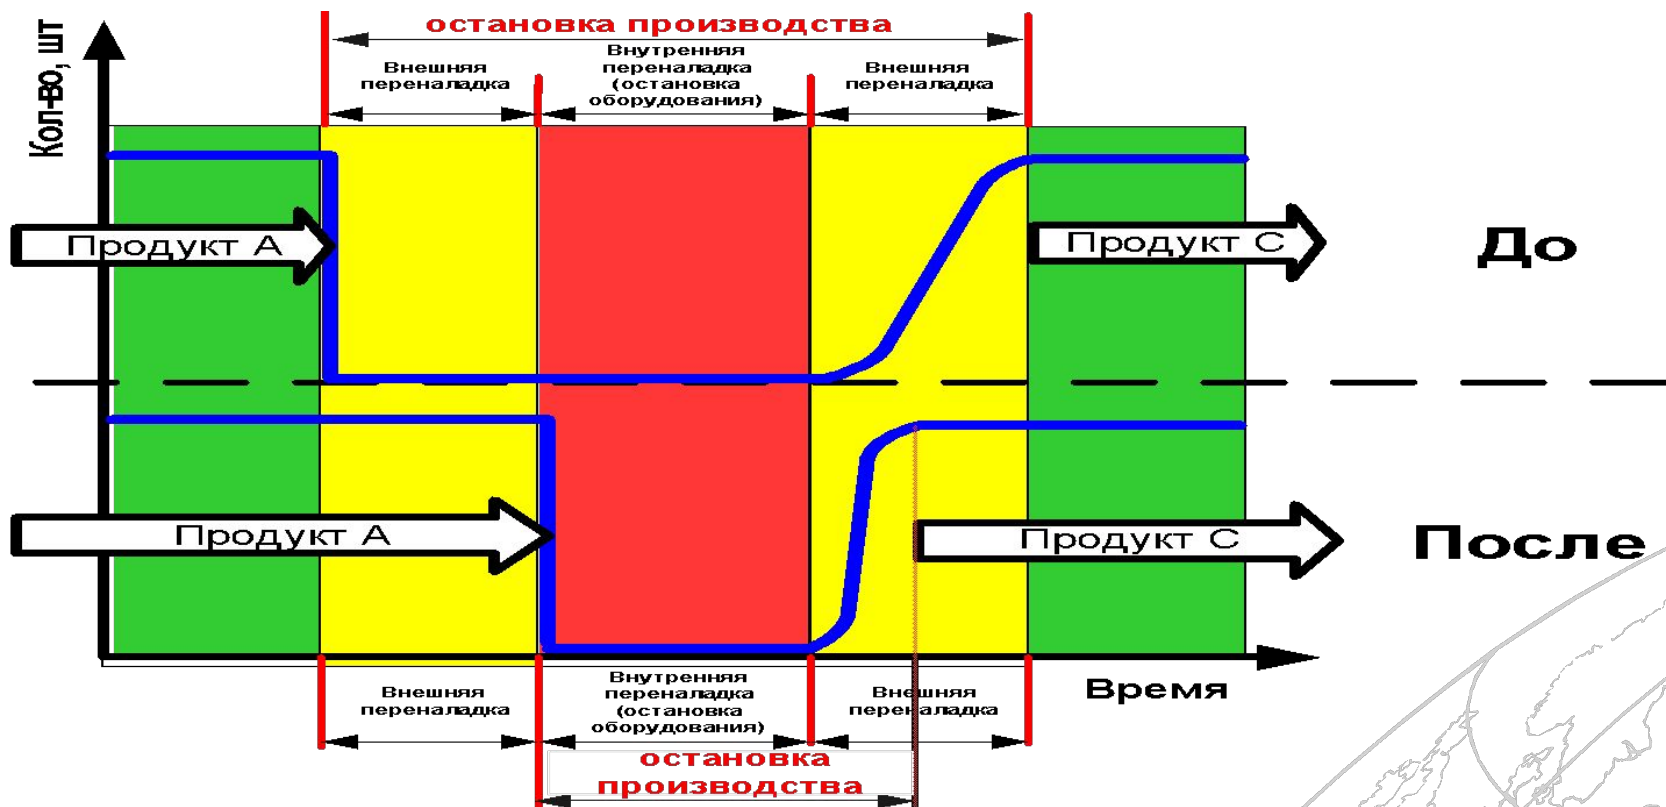 остановка производства
Кол-во, шт
Внешняя
переналадка
Внутренняя
переналадка
(остановка
оборудования)
Внешняя
переналадка
Продукт А
Продукт С
До
Продукт А
Продукт С
После
Внешняя
переналадка
Внутренняя
переналадка
(остановка
оборудования)
Внешняя
переналадка
Время
остановка
производства